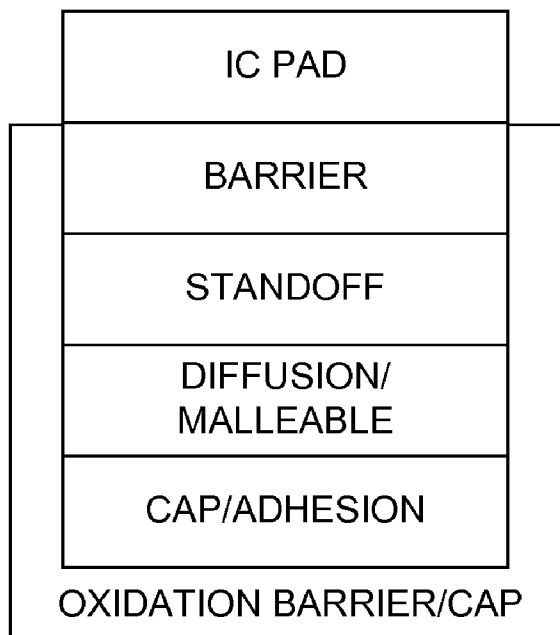 IC PAD
BARRIER
STANDOFF
DIFFUSION/
MALLEABLE
CAP/ADHESION
OXIDATION BARRIER/CAP